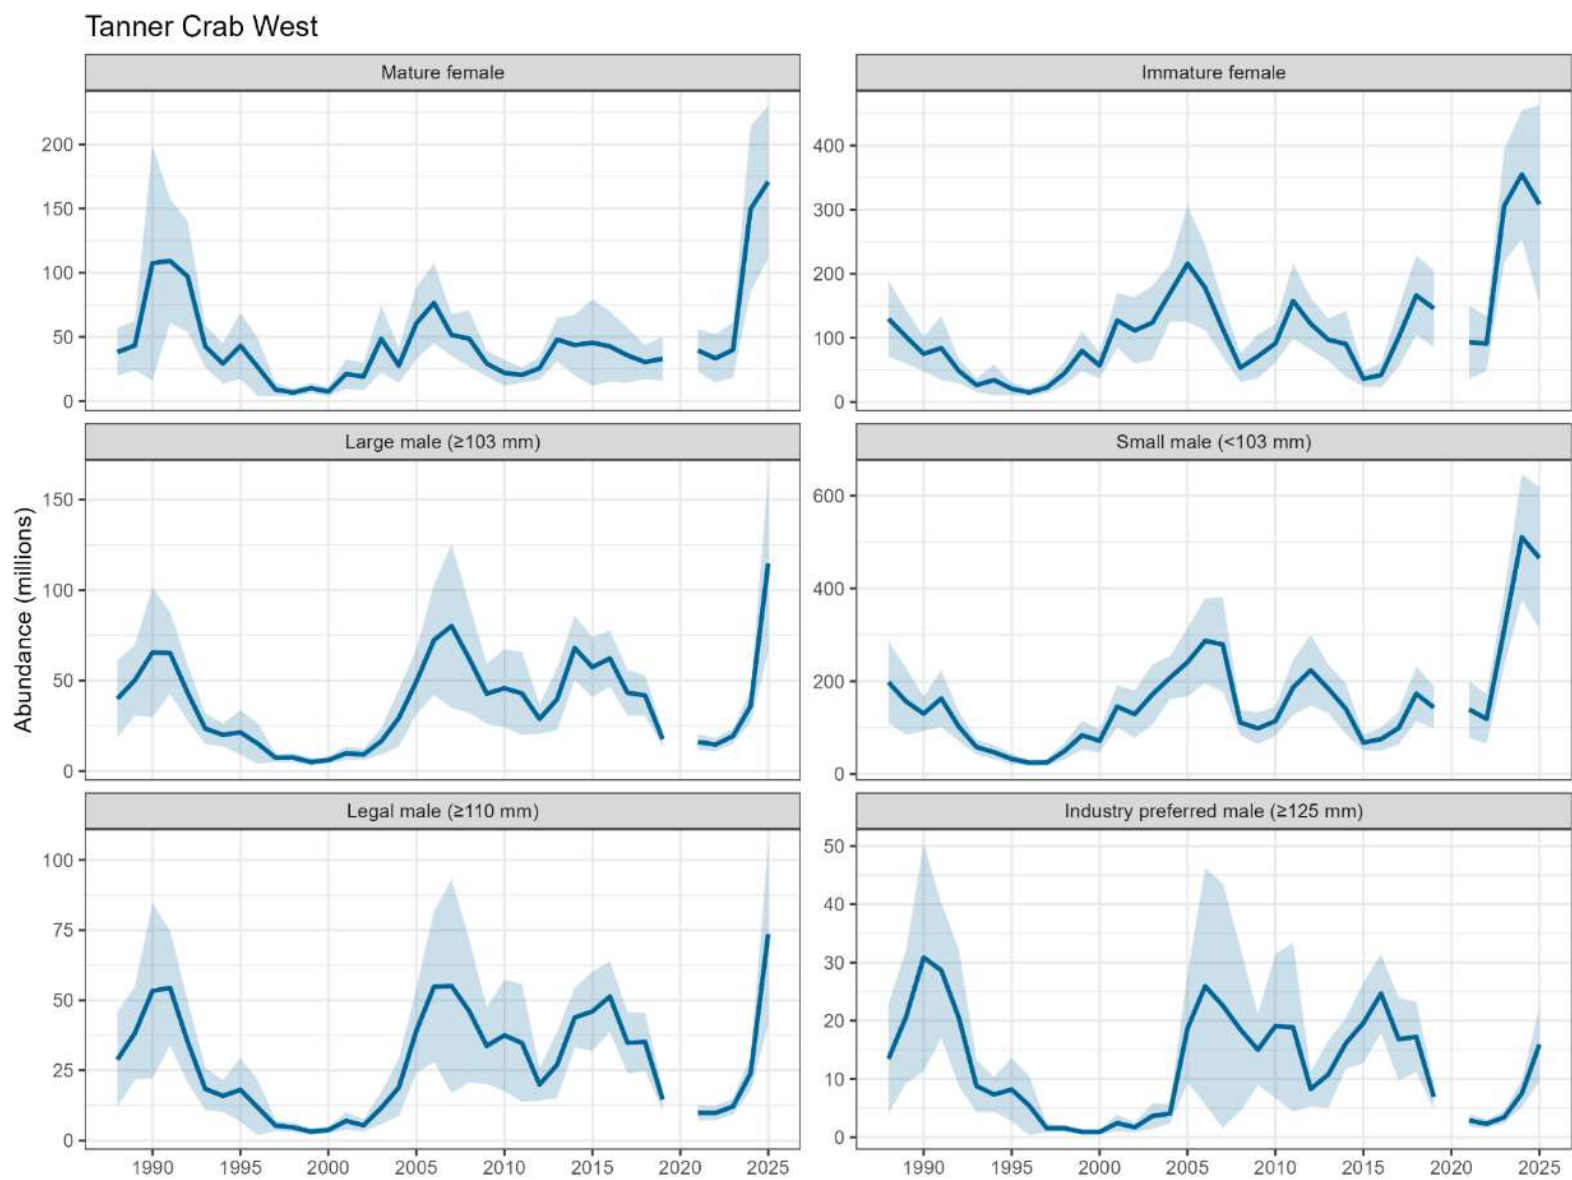 Tanner Crab West
Mature female
Immature female
200
150
100
50
0
400
300
200
100
0
Large male (≥103 mm)
Small male (<103 mm)
Abundance (millions)
150
100
50
0
600
400
200
0
Legal male (≥110 mm)
Industry preferred male (≥125 mm)
100
75
50
25
0
50
40
30
20
10
0
1990 1995 2000 2005 2010 2015 2020 2025
1990 1995 2000 2005 2010 2015 2020 2025